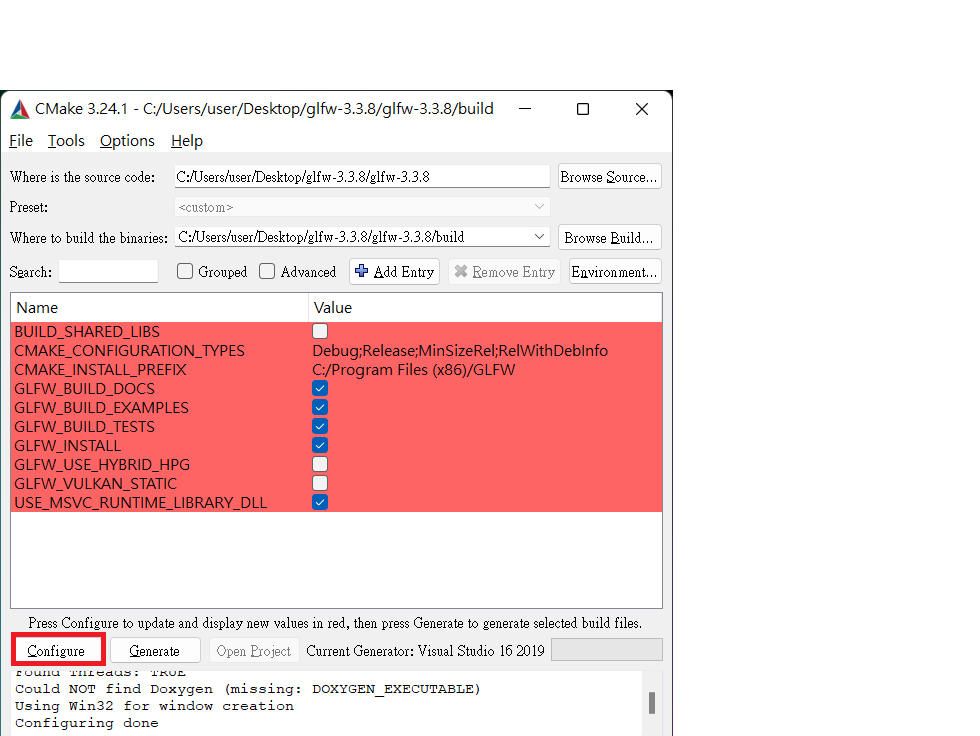 CMake 3.24.1 - C:/Users/user/Desktop/glfw-3.3.8/glfw-3.3.8/build
File Tools Options Help
Where is the source code: C:/Users/user/Desktop/glfw-3.3.8/glfw-3.3.8 Browse Source...
Preset: <custom>
Where to build the binaries: C:/Users/user/Desktop/glfw-3.3.8/glfw-3.3.8/build Browse Build...
Search: Grouped Advanced Add Entry Remove Entry Environment...
Name Value
BUILD_SHARED_LIBS
CMAKE_CONFIGURATION_TYPES Debug;Release;MinSizeRel;RelWithDebInfo
CMAKE_INSTALL_PREFIX C:/Program Files (x86)/GLFW
GLFW_BUILD_DOCS
GLFW_BUILD_EXAMPLES
GLFW_BUILD_TESTS
GLFW_INSTALL
GLFW_USE_HYBRID_HPG
GLFW_VULKAN_STATIC
USE_MSVC_RUNTIME_LIBRARY_DLL
Press Configure to update and display new values in red, then press Generate to generate selected build files.
Configure Generate Open Project Current Generator: Visual Studio 16 2019
Found Threads: TRUE
Could NOT find Doxygen (missing: DOXYGEN_EXECUTABLE)
Using Win32 for window creation
Configuring done